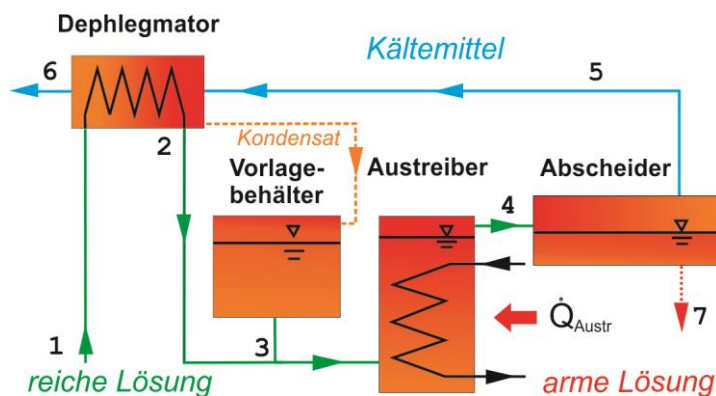 Dephlegmator
6
Kältemittel
5
2
Kondensat
Vorlage-
behälter
Austreiber
Abscheider
4
1
3
Q̇Austr
7
reiche Lösung
arme Lösung